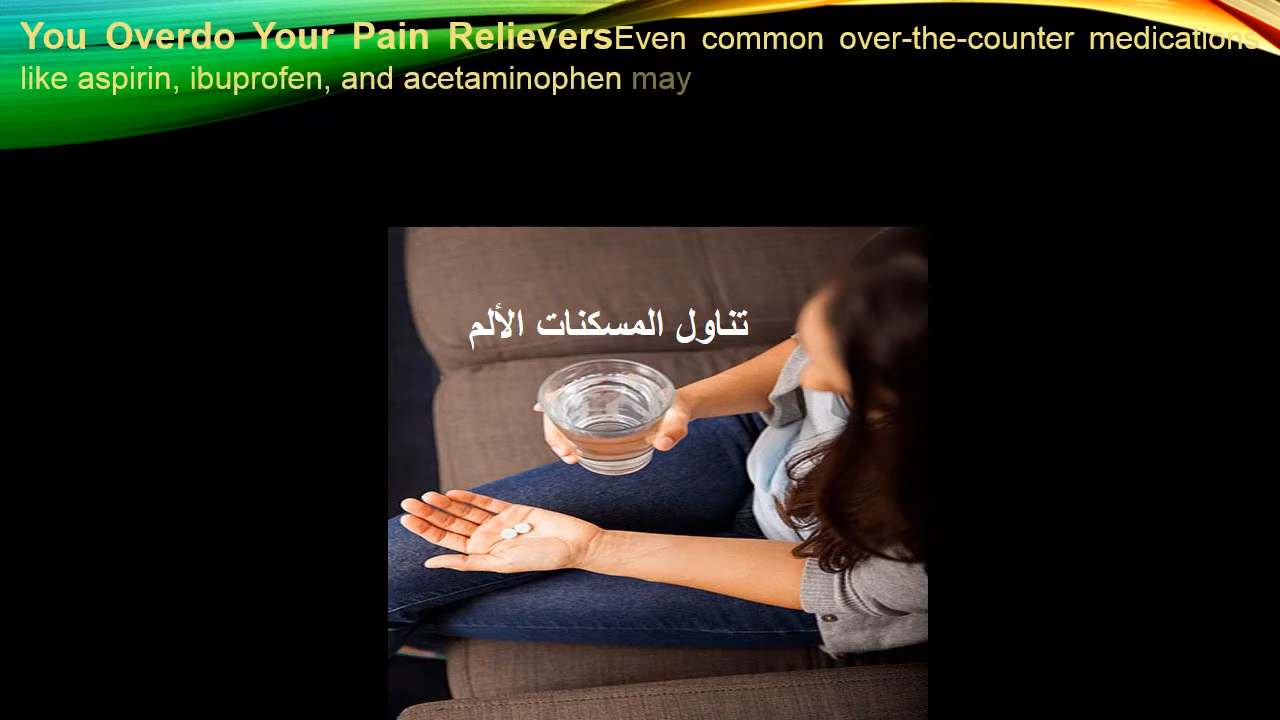 You Overdo Your Pain RelieversEven common over-the-counter medications
like aspirin, ibuprofen, and acetaminophen may
تناول المسكنات الألم